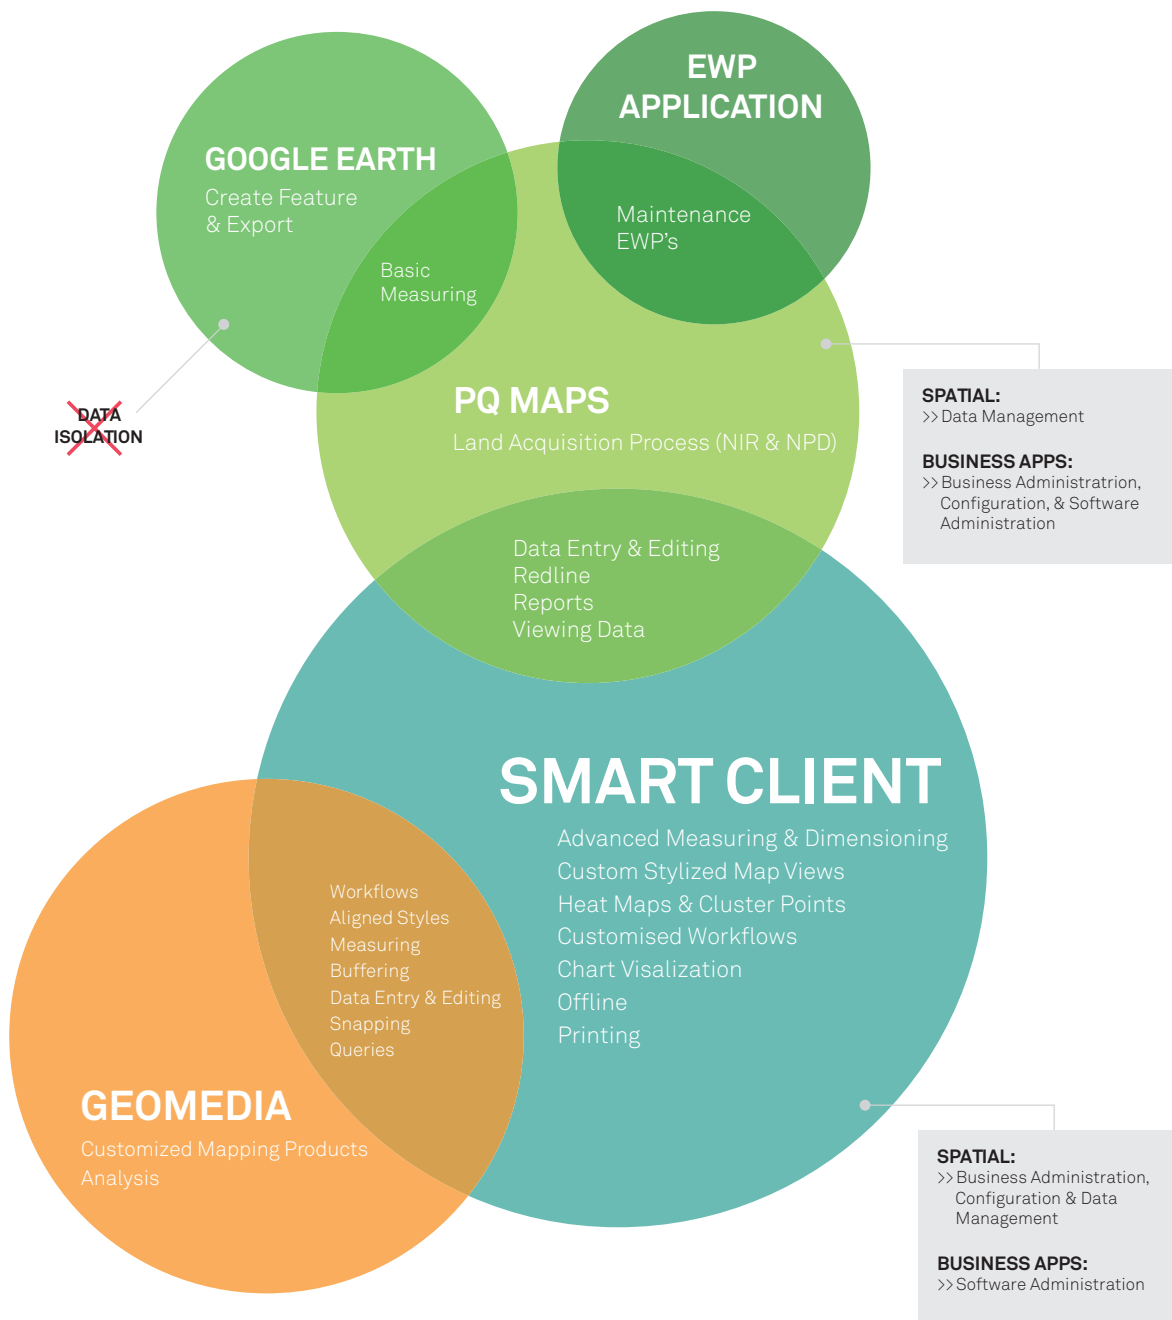 EWP
APPLICATION
GOOGLE EARTH
Create Feature
& Export
Maintenance
EWP's
Basic
Measuring
DATA
ISOLATION
PQ MAPS
Land Acquisition Process (NIR & NPD)
SPATIAL:
>> Data Management
BUSINESS APPS:
>> Business Administratrion,
Configuration, & Software
Administration
Data Entry & Editing
Redline
Reports
Viewing Data
SMART CLIENT
Advanced Measuring & Dimensioning
Custom Stylized Map Views
Heat Maps & Cluster Points
Customised Workflows
Chart Visalization
Offline
Printing
Workflows
Aligned Styles
Measuring
Buffering
Data Entry & Editing
Snapping
Queries
GEOMEDIA
Customized Mapping Products
Analysis
SPATIAL:
>> Business Administration,
Configuration & Data
Management
BUSINESS APPS:
>> Software Administration